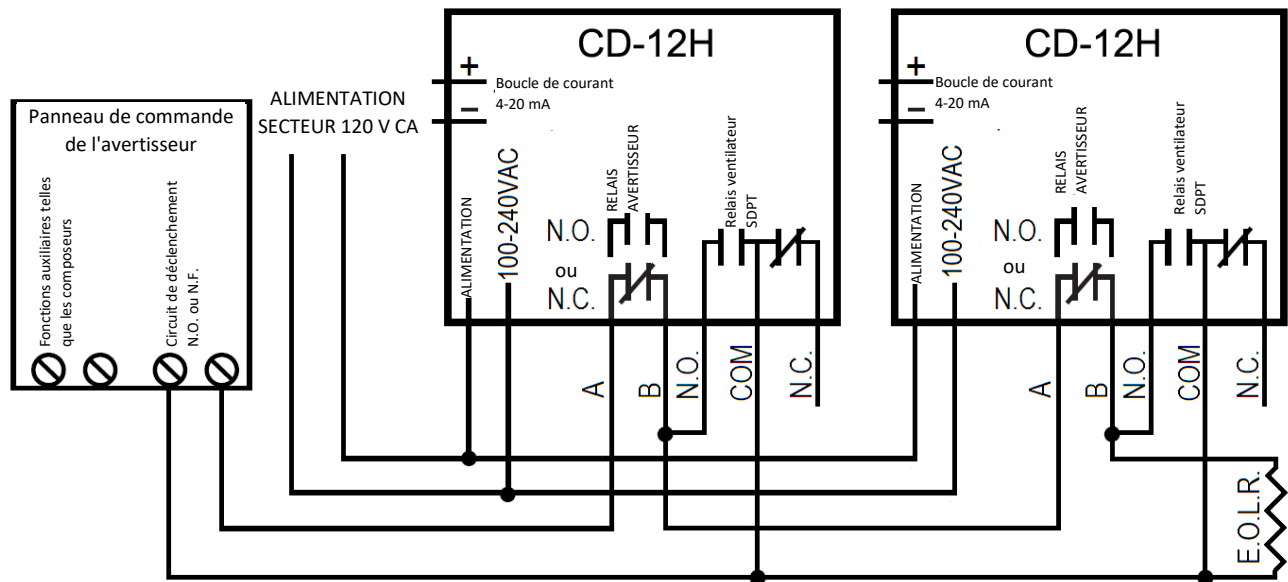 Panneau de commande
de l'avertisseur
Fonctions auxiliaires telles
que les composeurs
Circuit de déclenchement
N.O. ou N.F.
ALIMENTATION
SECTEUR 120 V CA
CD-12H
+
Boucle de courant
−
4-20 mA
ALIMENTATION
100-240VAC
N.O.
ou
N.C.
RELAIS
AVERTISSEUR
Relais ventilateur
SDPT
A
B
N.O.
COM
N.C.
CD-12H
+
Boucle de courant
−
4-20 mA
ALIMENTATION
100-240VAC
N.O.
ou
N.C.
RELAIS
AVERTISSEUR
Relais ventilateur
SDPT
A
B
N.O.
COM
N.C.
E.O.L.R.